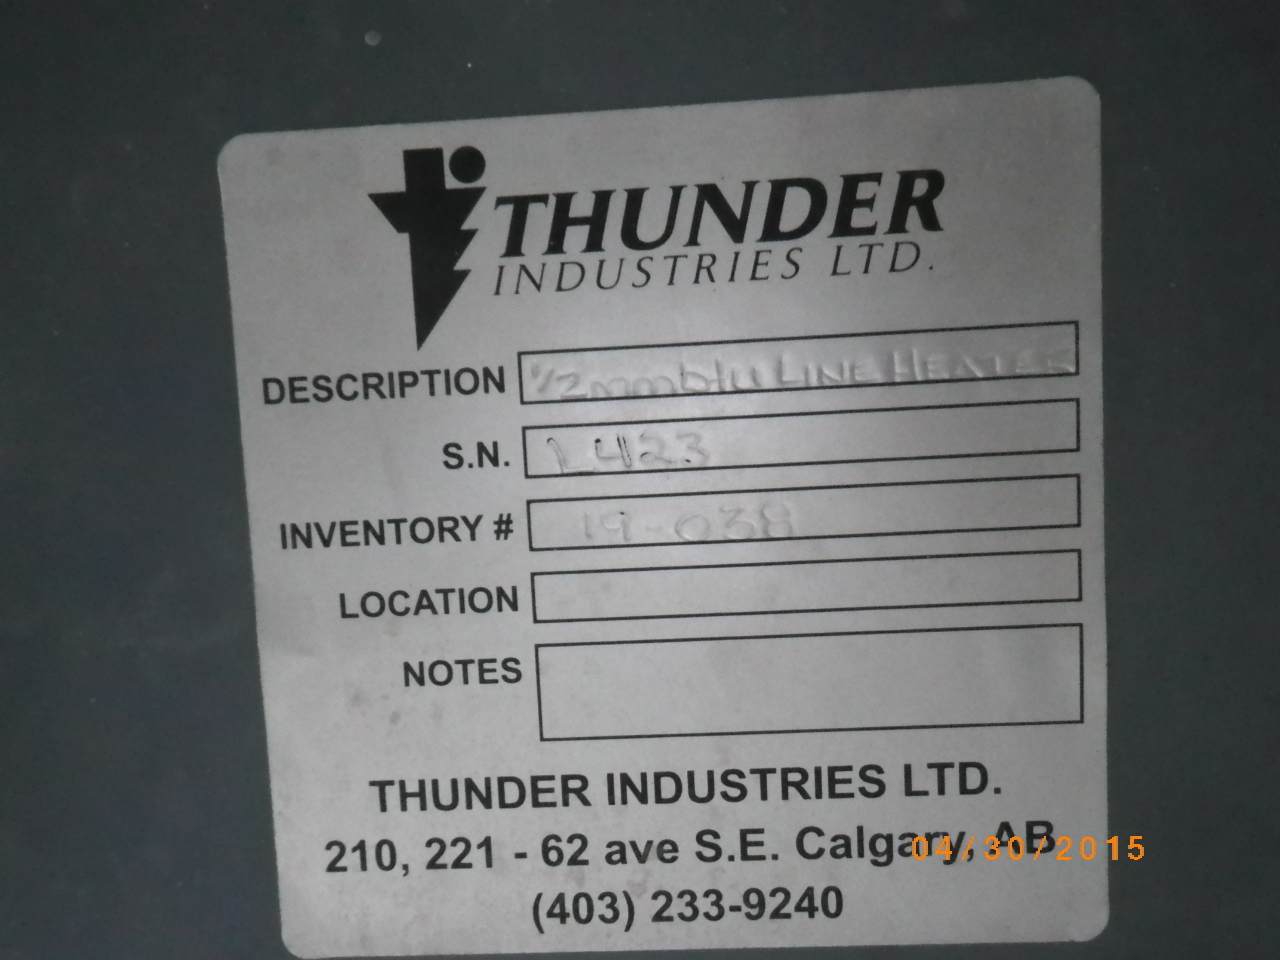 THUNDER
INDUSTRIES LTD.
DESCRIPTION 1/2 mmbtu LINE HEATER
S.N. L423
INVENTORY # 19-038
LOCATION
NOTES
THUNDER INDUSTRIES LTD.
210, 221 - 62 ave S.E. Calgary, AB
(403) 233-9240
04/30/2015